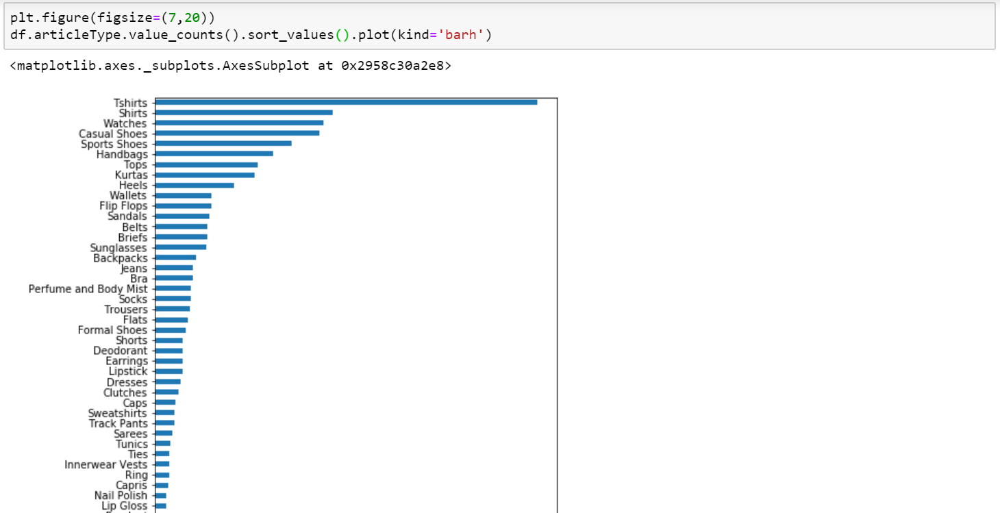 plt.figure(figsize=(7,20))
df.articleType.value_counts().sort_values().plot(kind='barh')
<matplotlib.axes._subplots.AxesSubplot at 0x2958c30a2e8>
Tshirts
Shirts
Watches
Casual Shoes
Sports Shoes
Handbags
Tops
Kurtas
Heels
Wallets
Flip Flops
Sandals
Belts
Briefs
Sunglasses
Backpacks
Jeans
Bra
Perfume and Body Mist
Socks
Trousers
Flats
Formal Shoes
Shorts
Deodorant
Earrings
Lipstick
Dresses
Clutches
Caps
Sweatshirts
Track Pants
Sarees
Tunics
Ties
Innerwear Vests
Ring
Capris
Nail Polish
Lip Gloss